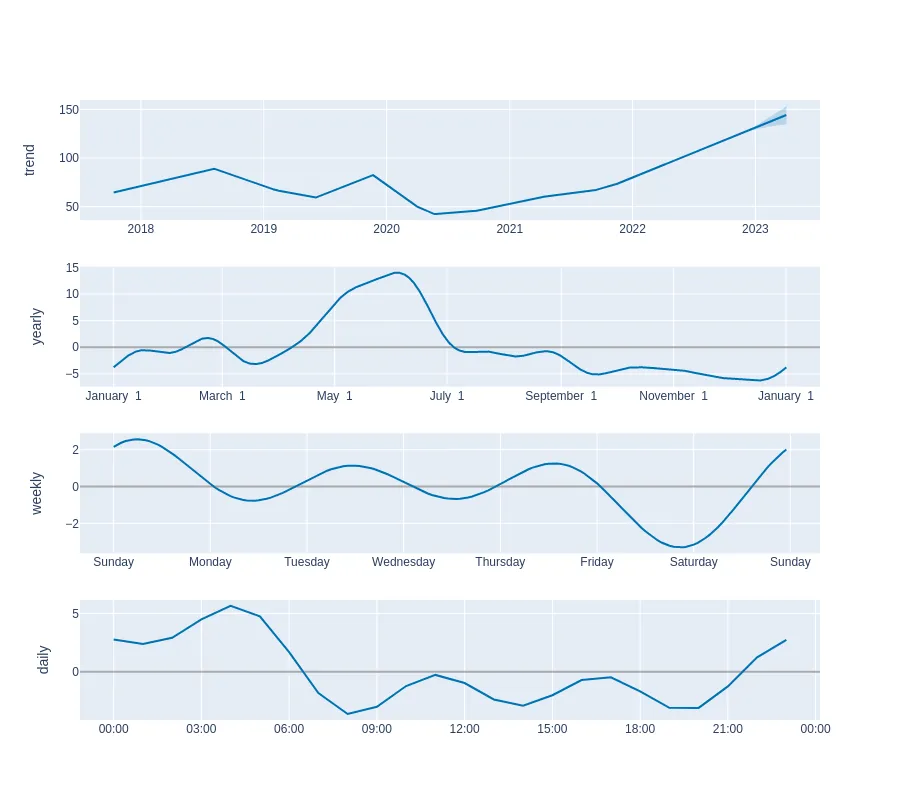 trend
150
100
50
2018 2019 2020 2021 2022 2023
yearly
15
10
5
0
−5
January 1 March 1 May 1 July 1 September 1 November 1 January 1
weekly
2
0
−2
Sunday Monday Tuesday Wednesday Thursday Friday Saturday Sunday
daily
5
0
00:00 03:00 06:00 09:00 12:00 15:00 18:00 21:00 00:00